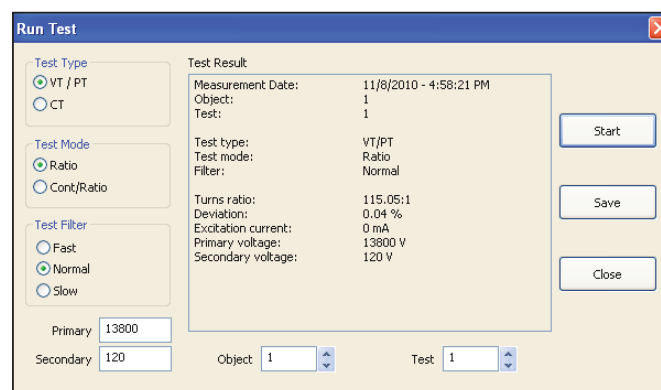 Run Test
Test Type
VT / PT
CT
Test Mode
Ratio
Cont/Ratio
Test Filter
Fast
Normal
Slow
Primary 13800
Secondary 120
Test Result
Measurement Date: 11/8/2010 - 4:58:21 PM
Object: 1
Test: 1
Test type: VT/PT
Test mode: Ratio
Filter: Normal
Turns ratio: 115.05:1
Deviation: 0.04 %
Excitation current: 0 mA
Primary voltage: 13800 V
Secondary voltage: 120 V
Object 1
Test 1
Start
Save
Close